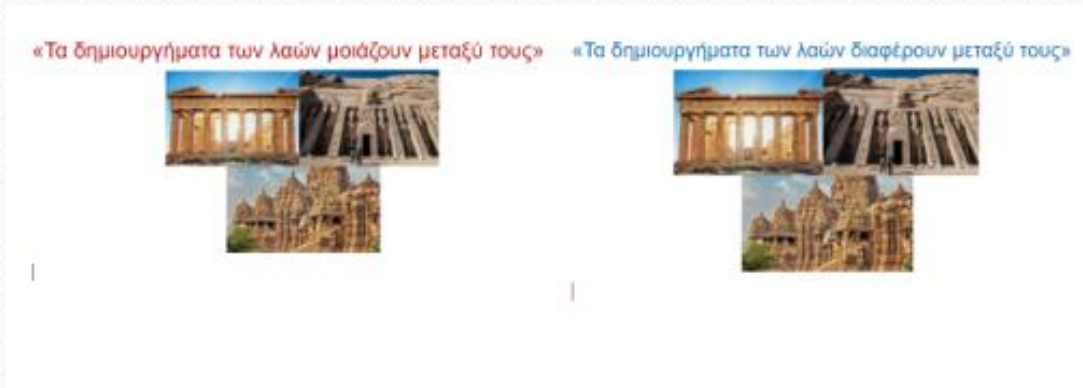 «Τα δημιουργήματα των λαών μοιάζουν μεταξύ τους»
«Τα δημιουργήματα των λαών διαφέρουν μεταξύ τους»